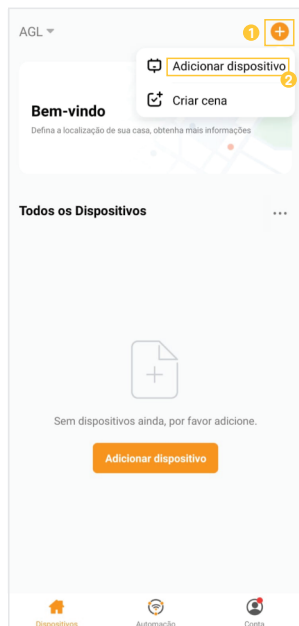 AGL
1
Adicionar dispositivo
2
Criar cena
Bem-vindo
Defina a localização de sua casa, obtenha mais informações
Todos os Dispositivos
...
Sem dispositivos ainda, por favor adicione.
Adicionar dispositivo
Dispositivos
Automação
Conta